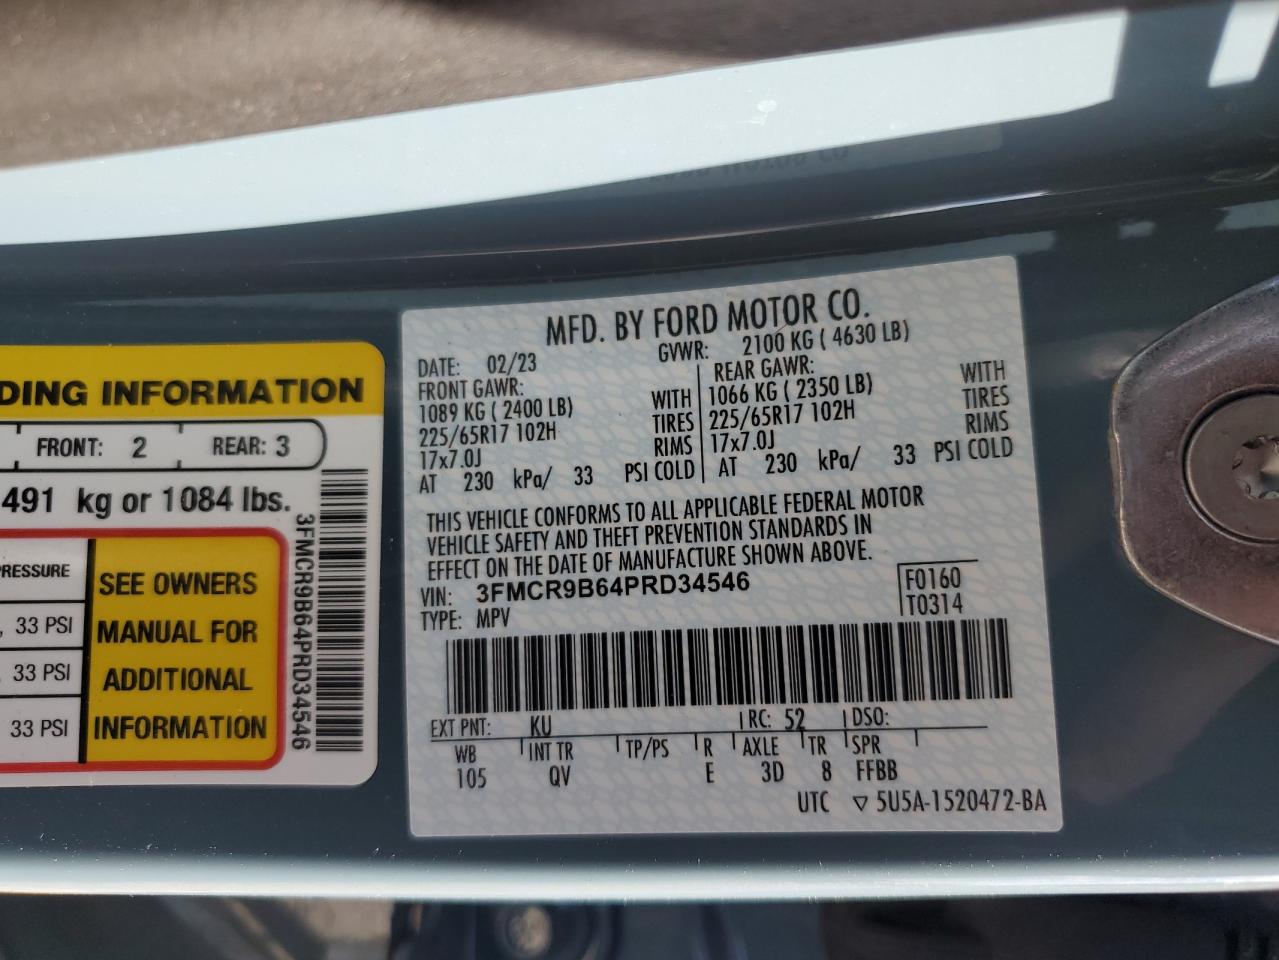 DING INFORMATION
FRONT: 2 REAR: 3
491 kg or 1084 lbs.
PRESSURE
, 33 PSI
, 33 PSI
33 PSI
SEE OWNERS
MANUAL FOR
ADDITIONAL
INFORMATION
3FMCR9B64PRD34546
MFD. BY FORD MOTOR CO.
DATE: 02/23 GVWR: 2100 KG ( 4630 LB)
FRONT GAWR: REAR GAWR:
1089 KG ( 2400 LB) WITH 1066 KG ( 2350 LB) WITH
225/65R17 102H TIRES 225/65R17 102H TIRES
17x7.0J RIMS 17x7.0J RIMS
AT 230 kPa/ 33 PSI COLD AT 230 kPa/ 33 PSI COLD
THIS VEHICLE CONFORMS TO ALL APPLICABLE FEDERAL MOTOR
VEHICLE SAFETY AND THEFT PREVENTION STANDARDS IN
EFFECT ON THE DATE OF MANUFACTURE SHOWN ABOVE.
VIN: 3FMCR9B64PRD34546 F0160
TYPE: MPV T0314
EXT PNT: KU RC: 52 DSO:
WB INT TR TP/PS R AXLE TR SPR
105 QV E 3D 8 FFBB
UTC ▽ 5U5A-1520472-BA